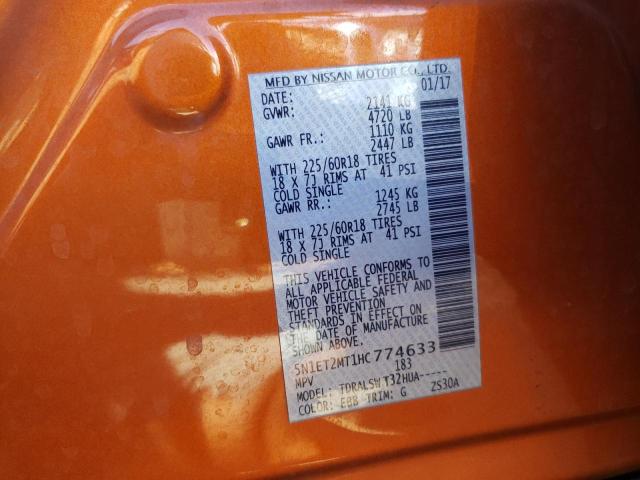 MFD BY NISSAN MOTOR CO., LTD.
DATE: 01/17
GVWR: 2141 KG
4720 LB
GAWR FR.: 1110 KG
2447 LB
WITH 225/60R18 TIRES
18 X 7J RIMS AT 41 PSI
COLD SINGLE
GAWR RR.: 1245 KG
2745 LB
WITH 225/60R18 TIRES
18 X 7J RIMS AT 41 PSI
COLD SINGLE
THIS VEHICLE CONFORMS TO
ALL APPLICABLE FEDERAL
MOTOR VEHICLE SAFETY AND
THEFT PREVENTION
STANDARDS IN EFFECT ON
THE DATE OF MANUFACTURE
5N1ET2MT1HC774633
MPV 183
MODEL: TDRALSW T32HUA-----
COLOR: EBB TRIM: G ZS30A